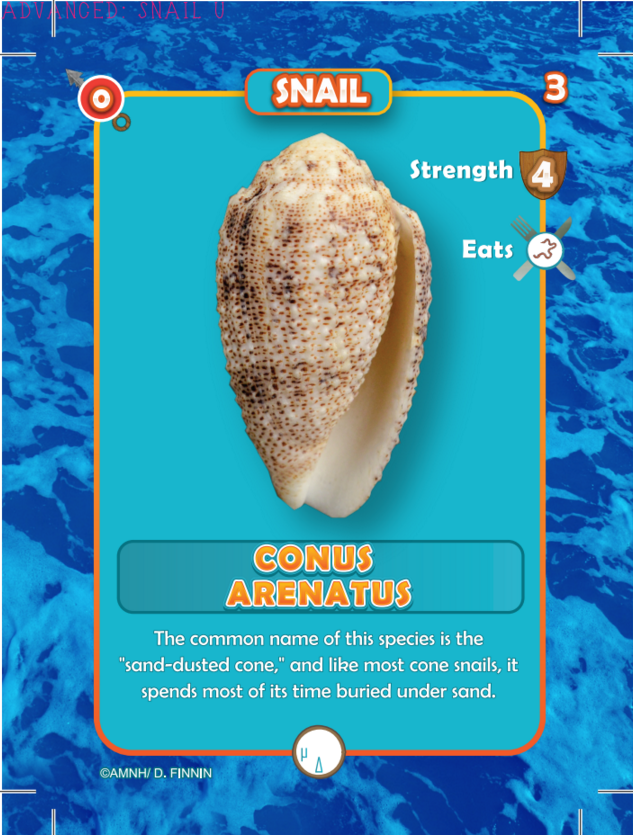 ADVANCED: SNAIL U
O
SNAIL
3
Strength 4
Eats
CONUS
ARENATUS
The common name of this species is the
"sand-dusted cone," and like most cone snails, it
spends most of its time buried under sand.
μ Δ
©AMNH/ D. FINNIN